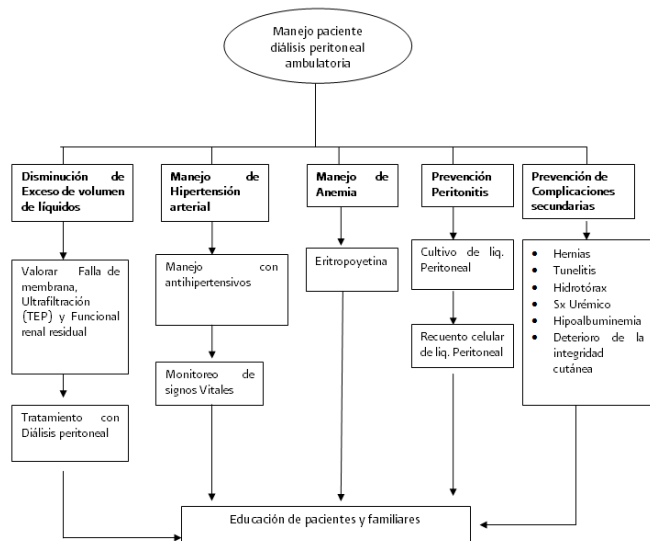 Manejo paciente
diálisis peritoneal
ambulatoria
Disminución de
Exceso de volumen
de líquidos
Manejo de
Hipertensión
arterial
Manejo de
Anemia
Prevención
Peritonitis
Prevención de
Complicaciones
secundarias
Valorar Falla de
membrana,
Ultrafiltración
(TEP) y Funcional
renal residual
Tratamiento con
Diálisis peritoneal
Manejo con
antihipertensivos
Monitoreo de
signos Vitales
Eritropoyetina
Cultivo de liq.
Peritoneal
Recuento celular
de liq. Peritoneal
• Hernias
• Tunelitis
• Hidrotórax
• Sx Urémico
• Hipoalbuminemia
• Deterioro de la
integridad
cutánea
Educación de pacientes y familiares